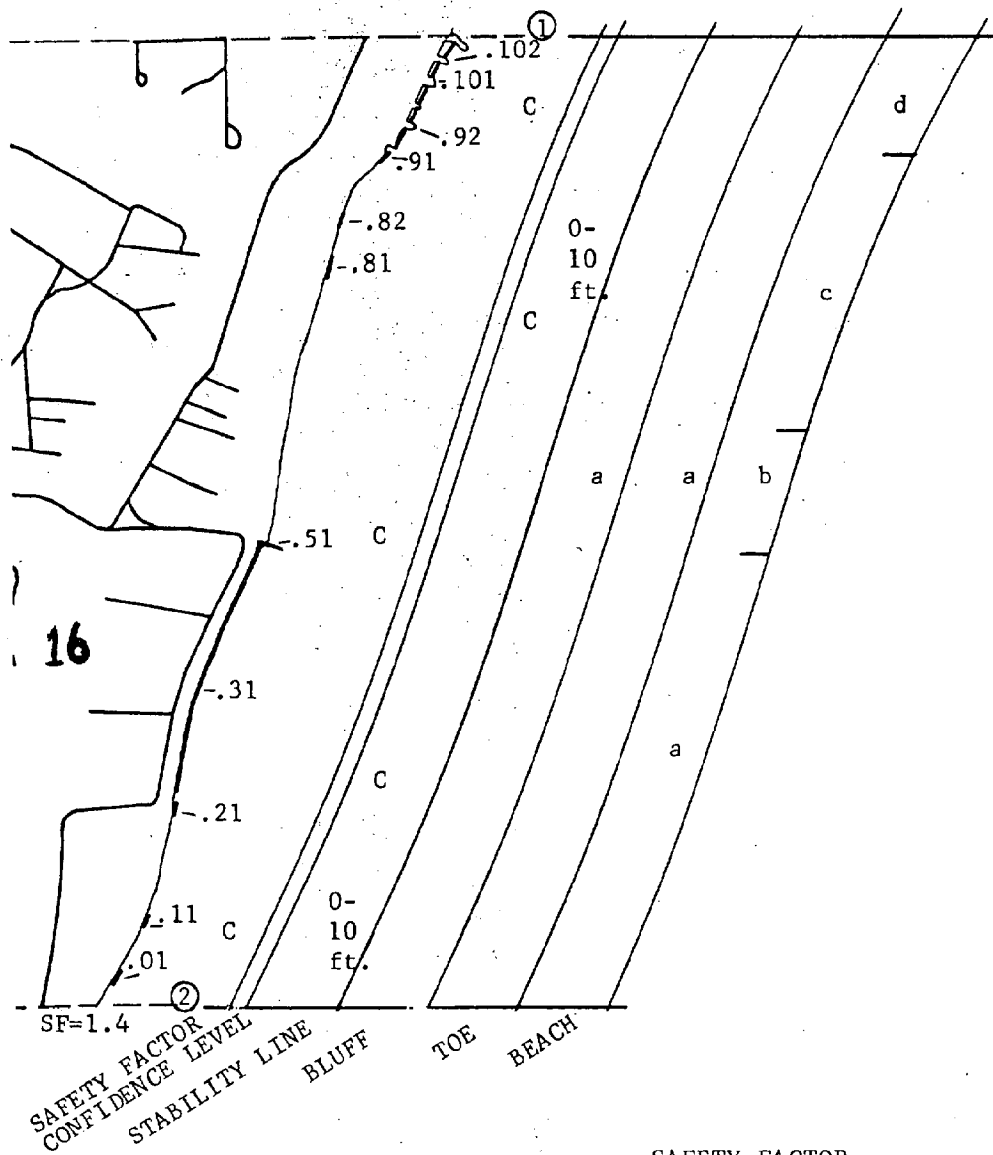 ①
.102
.101
C
d
.92
.91
.82
0-
10
ft.
.81
c
C
a
a
b
.51
C
16
.31
a
C
.21
0-
10
ft.
.11
C
.01
②
SF=1.4
SAFETY FACTOR
CONFIDENCE LEVEL
STABILITY LINE
BLUFF
TOE
BEACH
SAFETY FACTOR